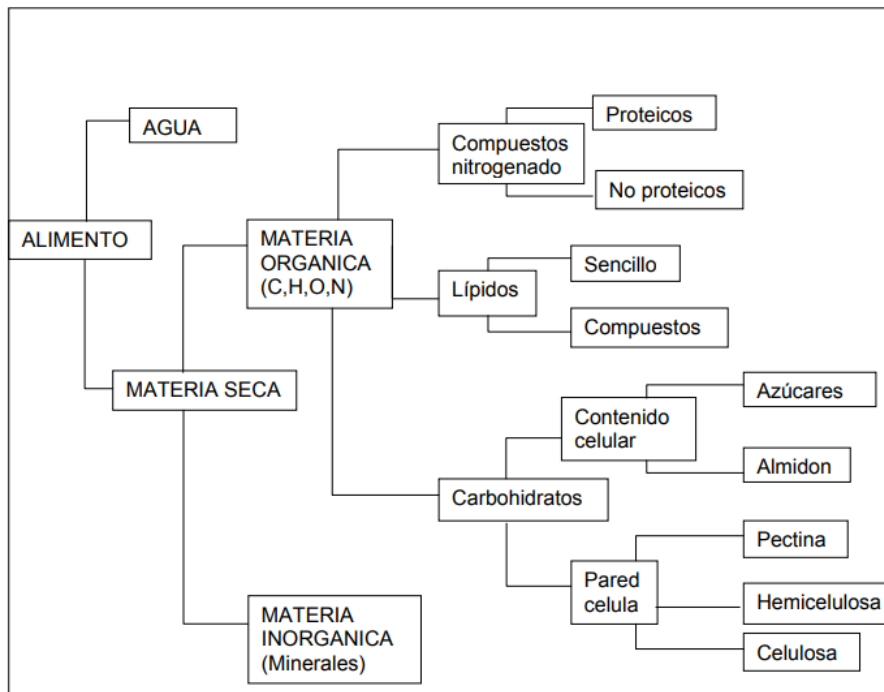 AGUA
ALIMENTO
MATERIA SECA
MATERIA
ORGANICA
(C,H,O,N)
MATERIA
INORGANICA
(Minerales)
Compuestos
nitrogenado
Proteicos
No proteicos
Lípidos
Sencillo
Compuestos
Carbohidratos
Contenido
celular
Azúcares
Almidon
Pared
celula
Pectina
Hemicelulosa
Celulosa